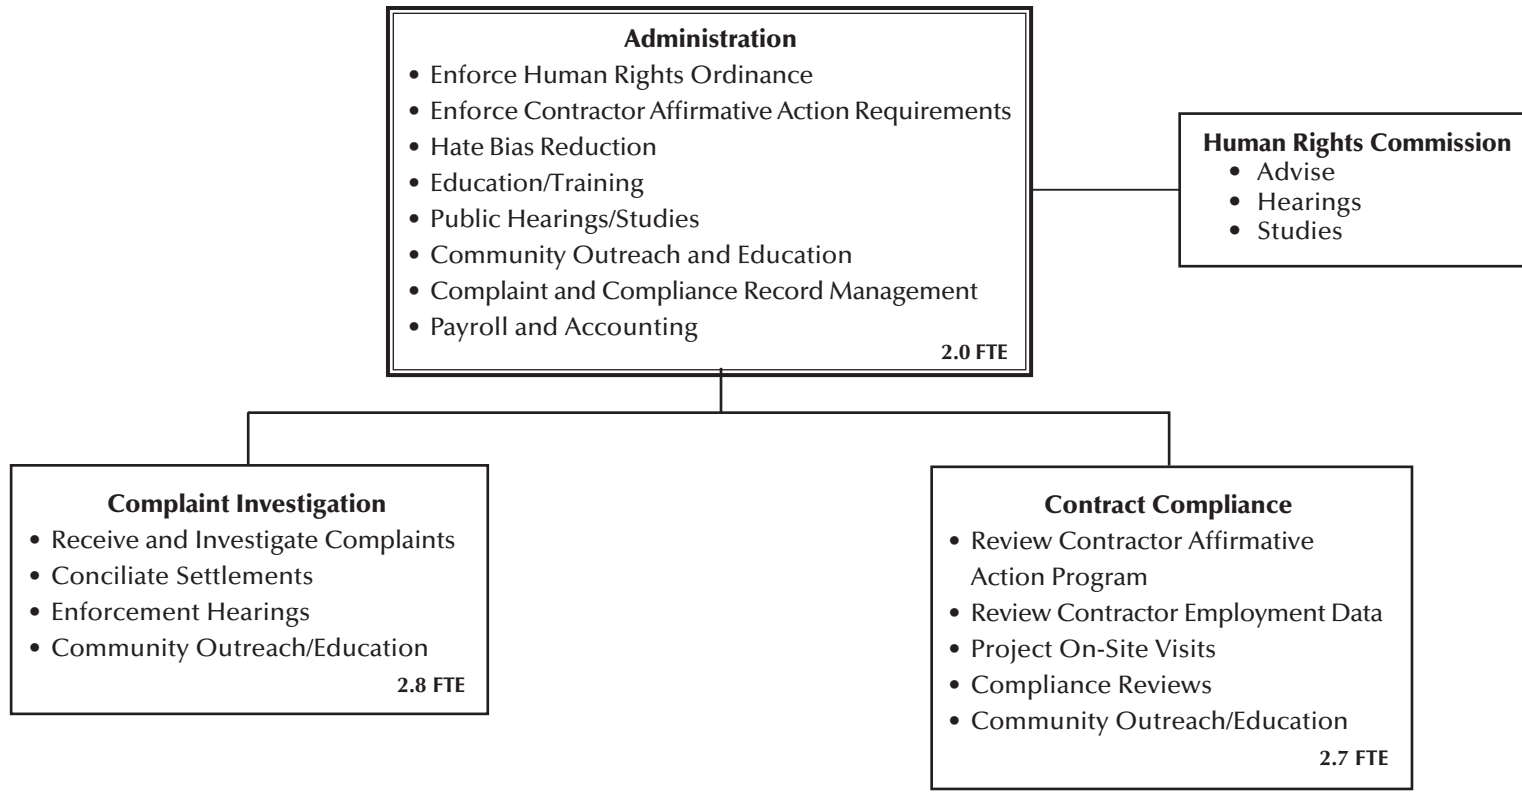 Administration
• Enforce Human Rights Ordinance
• Enforce Contractor Affirmative Action Requirements
• Hate Bias Reduction
• Education/Training
• Public Hearings/Studies
• Community Outreach and Education
• Complaint and Compliance Record Management
• Payroll and Accounting
2.0 FTE
Human Rights Commission
• Advise
• Hearings
• Studies
Complaint Investigation
• Receive and Investigate Complaints
• Conciliate Settlements
• Enforcement Hearings
• Community Outreach/Education
2.8 FTE
Contract Compliance
• Review Contractor Affirmative
Action Program
• Review Contractor Employment Data
• Project On-Site Visits
• Compliance Reviews
• Community Outreach/Education
2.7 FTE